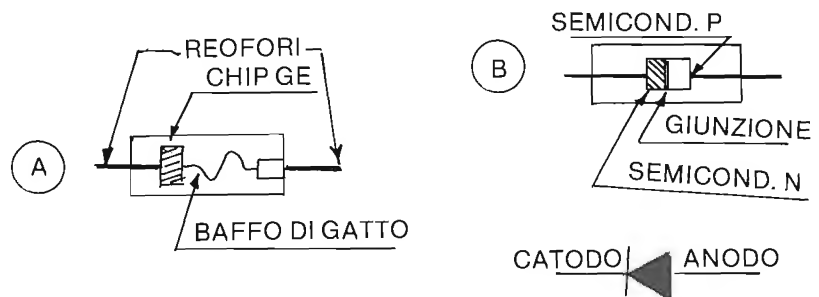 REOFORI
CHIP GE
A
BAFFO DI GATTO
SEMICOND. P
B
GIUNZIONE
SEMICOND. N
CATODO ANODO